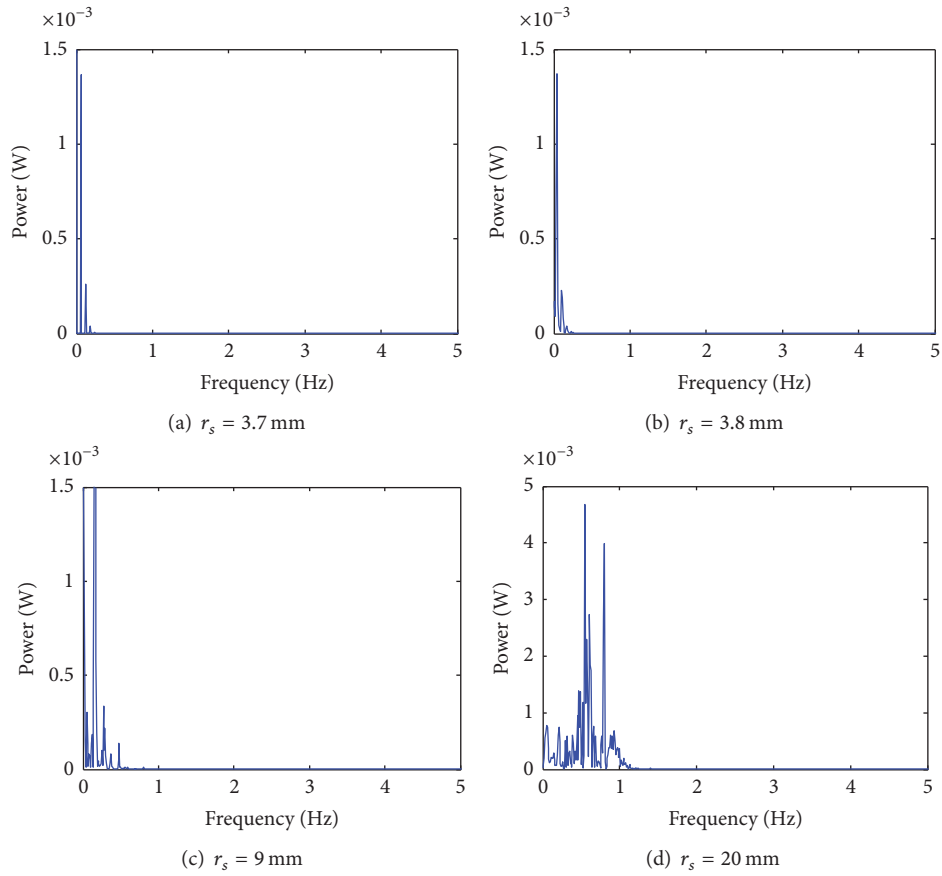 ×10⁻³
1.5
1
0.5
0
Power (W)
0 1 2 3 4 5
Frequency (Hz)
(a) rₛ = 3.7 mm
×10⁻³
1.5
1
0.5
0
Power (W)
0 1 2 3 4 5
Frequency (Hz)
(b) rₛ = 3.8 mm
×10⁻³
1.5
1
0.5
0
Power (W)
0 1 2 3 4 5
Frequency (Hz)
(c) rₛ = 9 mm
×10⁻³
5
4
3
2
1
0
Power (W)
0 1 2 3 4 5
Frequency (Hz)
(d) rₛ = 20 mm